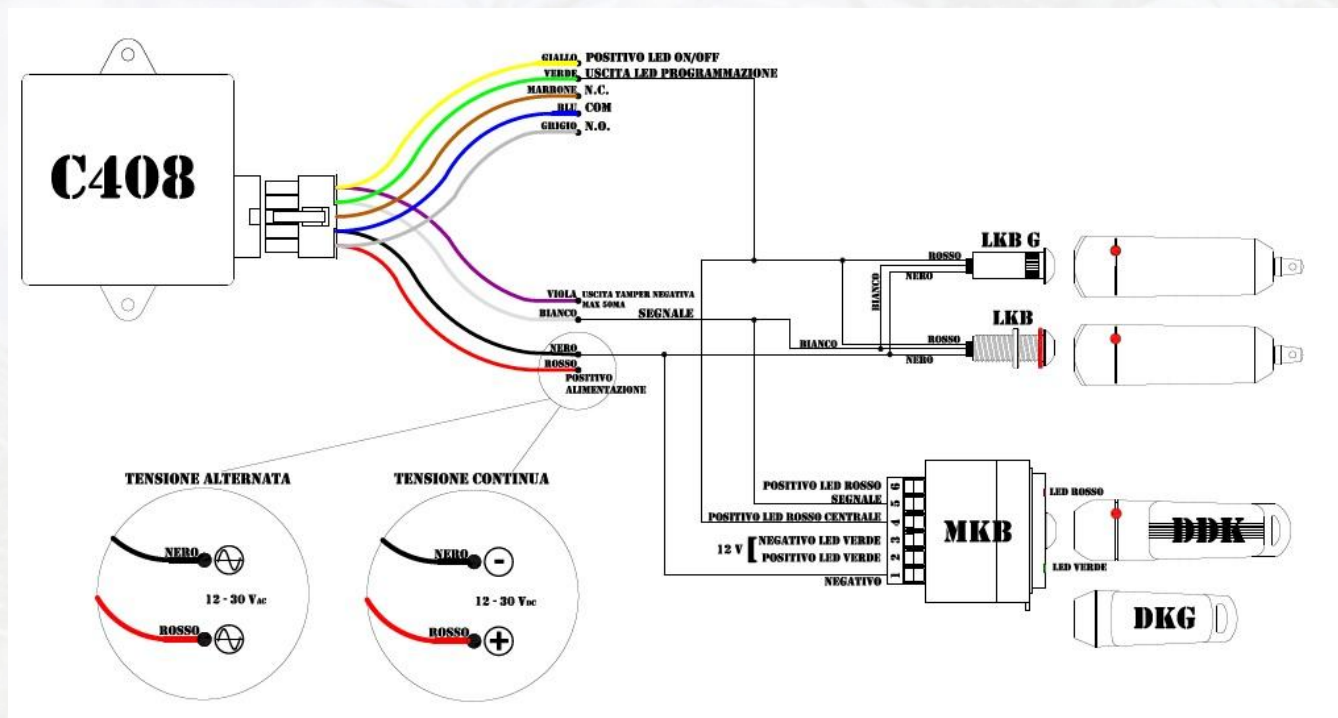 C408
GIALLO POSITIVO LED ON/OFF
VERDE USCITA LED PROGRAMMAZIONE
MARRONE N.C.
BLU COM
GRIGIO N.O.
VIOLA USCITA TAMPER NEGATIVA
MAX 50MA
BIANCO SEGNALE
NERO
ROSSO
POSITIVO
ALIMENTAZIONE
LKB G
ROSSO
NERO
BIANCO
LKB
BIANCO
ROSSO
NERO
TENSIONE ALTERNATA
NERO
12 - 30 VAC
ROSSO
TENSIONE CONTINUA
NERO -
12 - 30 VDC
ROSSO +
POSITIVO LED ROSSO 6
SEGNALE 5
POSITIVO LED ROSSO CENTRALE 4
12 V
NEGATIVO LED VERDE 3
POSITIVO LED VERDE 2
NEGATIVO 1
MKB
LED ROSSO
LED VERDE
DDK
DKG